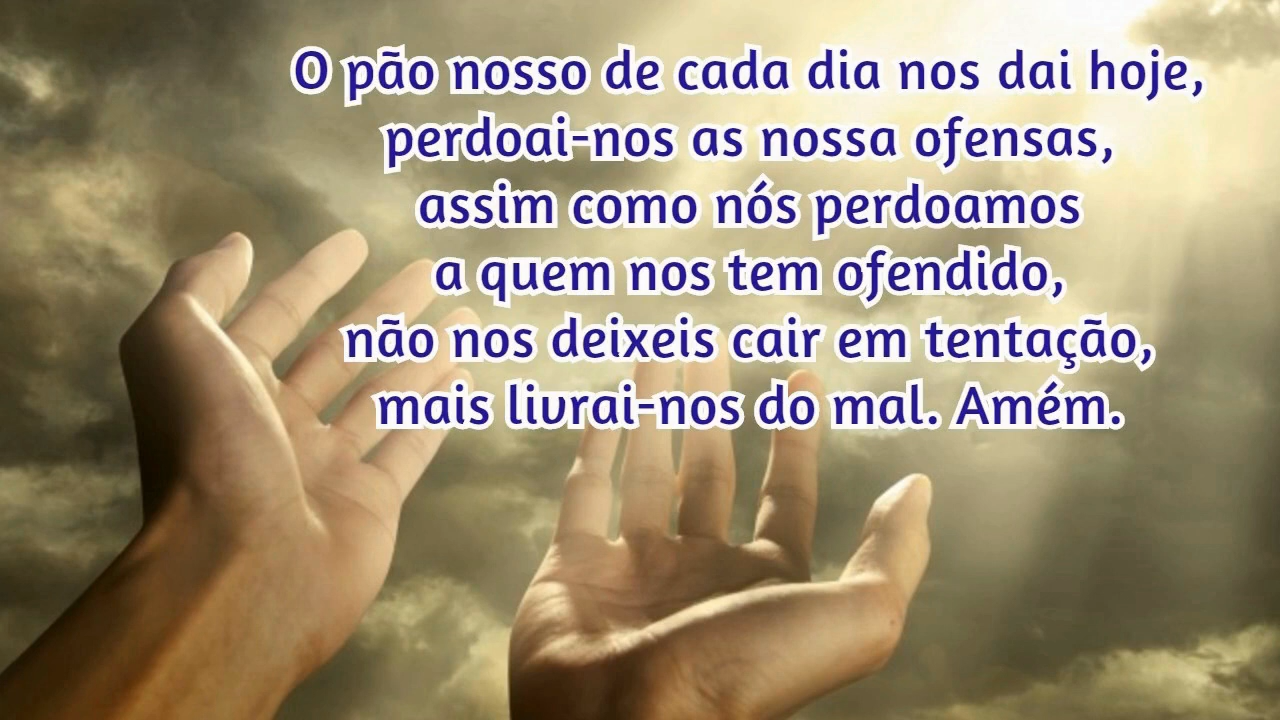 O pão nosso de cada dia nos dai hoje,
perdoai-nos as nossa ofensas,
assim como nós perdoamos
a quem nos tem ofendido,
não nos deixeis cair em tentação,
mais livrai-nos do mal. Amém.